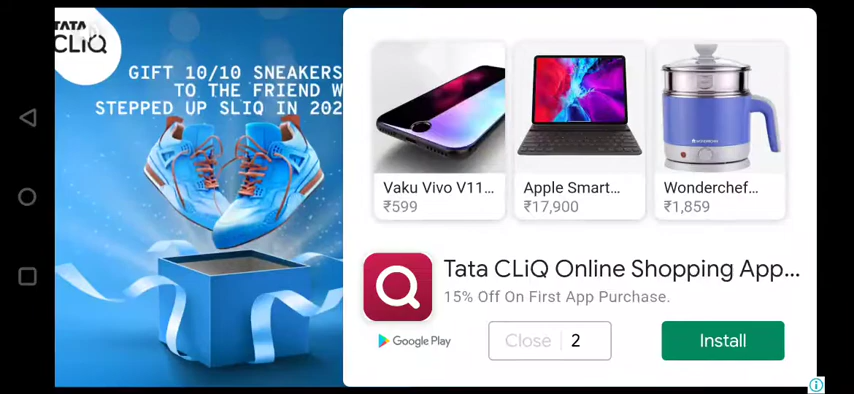 TATA
CLiQ
GIFT 10/10 SNEAKERS
TO THE FRIEND W
STEPPED UP SLIQ IN 202
Vaku Vivo V11...
₹599
Apple Smart...
₹17,900
Wonderchef...
₹1,859
Tata CLiQ Online Shopping App...
15% Off On First App Purchase.
Google Play
Close 2
Install